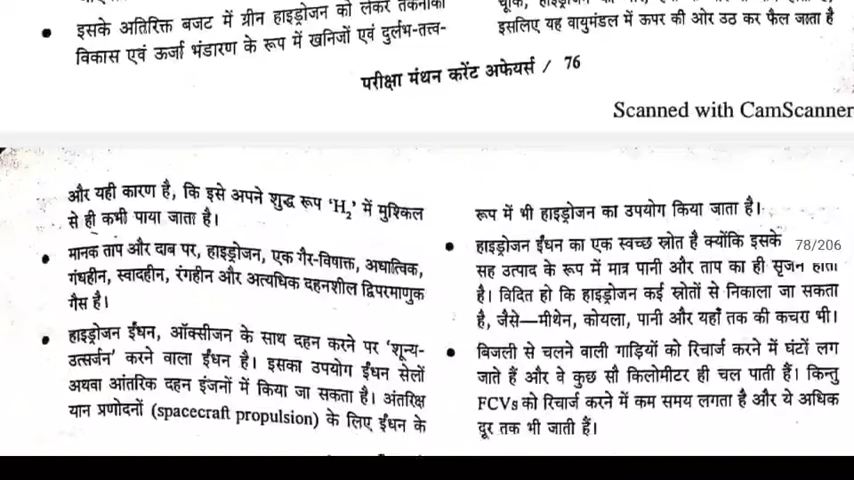 इसके अतिरिक्त बजट में ग्रीन हाइड्रोजन को लेकर तकनीकी
विकास एवं ऊर्जा भंडारण के रूप में खनिजों एवं दुर्लभ-तत्त्व-
इसलिए यह वायुमंडल में ऊपर की ओर उठ कर फैल जाता है
परीक्षा मंथन करेंट अफेयर्स / 76
Scanned with CamScanner
और यही कारण है, कि इसे अपने शुद्ध रूप ‘H₂’ में मुश्किल
से ही कभी पाया जाता है।
मानक ताप और दाब पर, हाइड्रोजन, एक गैर-विषाक्त, अधात्विक,
गंधहीन, स्वादहीन, रंगहीन और अत्यधिक दहनशील द्विपरमाणुक
गैस है।
हाइड्रोजन ईंधन, ऑक्सीजन के साथ दहन करने पर ‘शून्य-
उत्सर्जन’ करने वाला ईंधन है। इसका उपयोग ईंधन सेलों
अथवा आंतरिक दहन इंजनों में किया जा सकता है। अंतरिक्ष
यान प्रणोदनों (spacecraft propulsion) के लिए ईंधन के
रूप में भी हाइड्रोजन का उपयोग किया जाता है।
हाइड्रोजन ईंधन का एक स्वच्छ स्रोत है क्योंकि इसके
78/206
सह उत्पाद के रूप में मात्र पानी और ताप का ही सृजन होता
है। विदित हो कि हाइड्रोजन कई स्रोतों से निकाला जा सकता
है, जैसे—मीथेन, कोयला, पानी और यहाँ तक की कचरा भी।
बिजली से चलने वाली गाड़ियों को रिचार्ज करने में घंटों लग
जाते हैं और वे कुछ सौ किलोमीटर ही चल पाती हैं। किन्तु
FCVs को रिचार्ज करने में कम समय लगता है और ये अधिक
दूर तक भी जाती हैं।